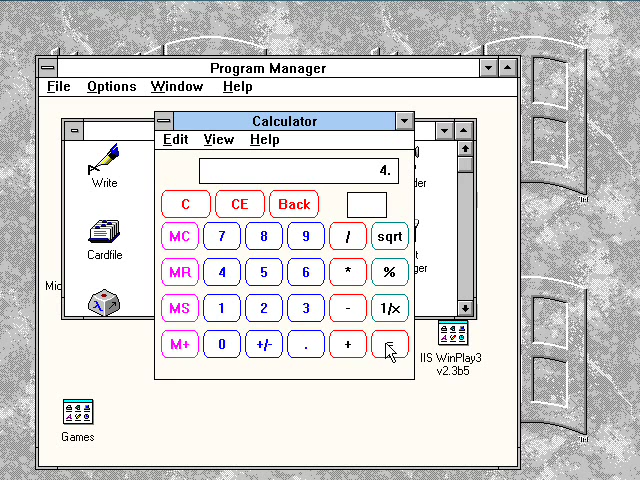 Program Manager
File Options Window Help
Calculator
Edit View Help
4.
C CE Back
MC 7 8 9 / sqrt
MR 4 5 6 * %
MS 1 2 3 - 1/x
M+ 0 +/- . + =
Write
Cardfile
IIS WinPlay3
v2.3b5
Games